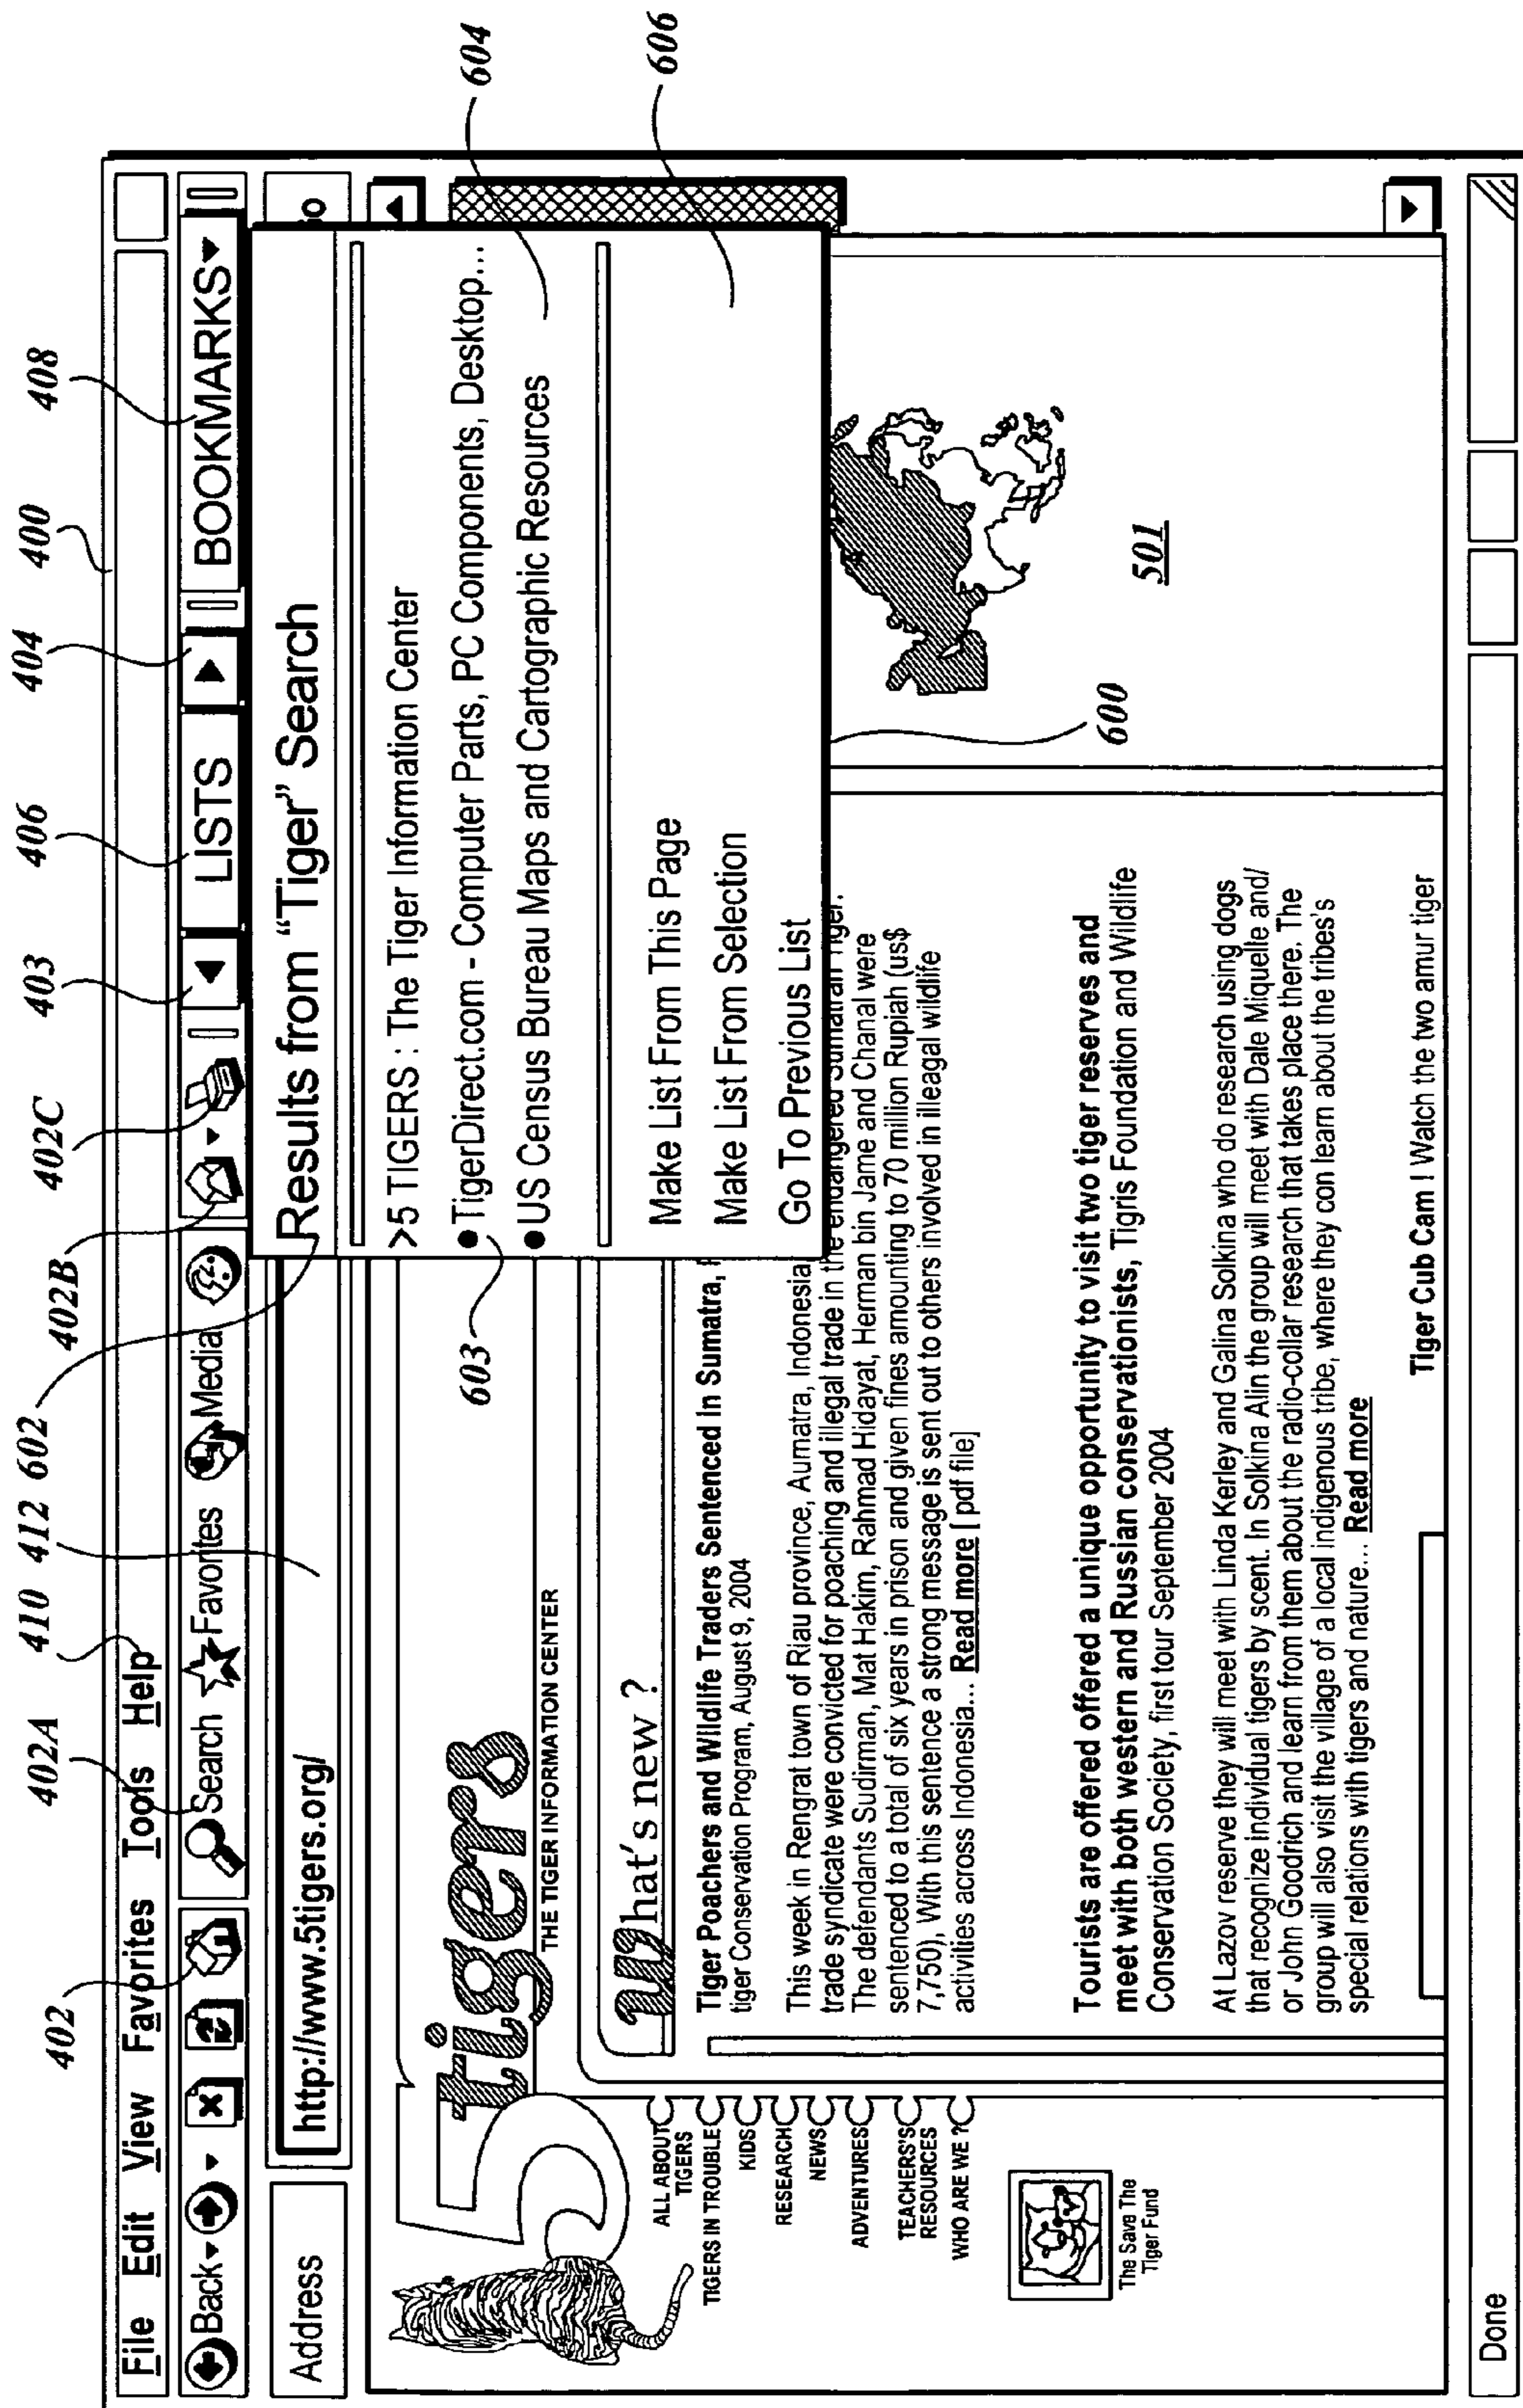 402 402A 410 412 602 402B 402C 403 406 404 400 408
File Edit View Favorites Tools Help
Back Search Favorites Media LISTS BOOKMARKS
Address http://www.5tigers.org/
Results from "Tiger" Search
>5 TIGERS : The Tiger Information Center
● TigerDirect.com - Computer Parts, PC Components, Desktop...
● US Census Bureau Maps and Cartographic Resources
603
604
Make List From This Page
Make List From Selection
Go To Previous List
606
600
501
5tigers
THE TIGER INFORMATION CENTER
ALL ABOUT
TIGERS
TIGERS IN TROUBLE
KIDS
RESEARCH
NEWS
ADVENTURES
TEACHERS'S
RESOURCES
WHO ARE WE ?
The Save The
Tiger Fund
What's new ?
Tiger Poachers and Wildlife Traders Sentenced in Sumatra,
tiger Conservation Program, August 9, 2004
This week in Rengrat town of Riau province, Aumatra, Indonesia,
trade syndicate were convicted for poaching and illegal trade in the endangered Sumatran Tiger.
The defendants Sudirman, Mat Hakim, Rahmad Hidayat, Herman bin Jame and Chanal were
sentenced to a total of six years in prison and given fines amounting to 70 million Rupiah (us$
7,750), With this sentence a strong message is sent out to others involved in illeagal wildlife
activities across Indonesia... Read more [ pdf file]
Tourists are offered offered a unique opportunity to visit two tiger reserves and
meet with both western and Russian conservationists, Tigris Foundation and Wildlife
Conservation Society, first tour September 2004
At Lazov reserve they will meet with Linda Kerley and Galina Solkina who do research using dogs
that recognize individual tigers by scent. In Solkina Alin the group will meet with Dale Miquelle and/
or John Goodrich and learn from them about the radio-collar research that takes place there. The
group will also visit the village of a local indigenous tribe, where they con learn about the tribes's
special relations with tigers and nature... Read more
Tiger Cub Cam ! Watch the two amur tiger
Done